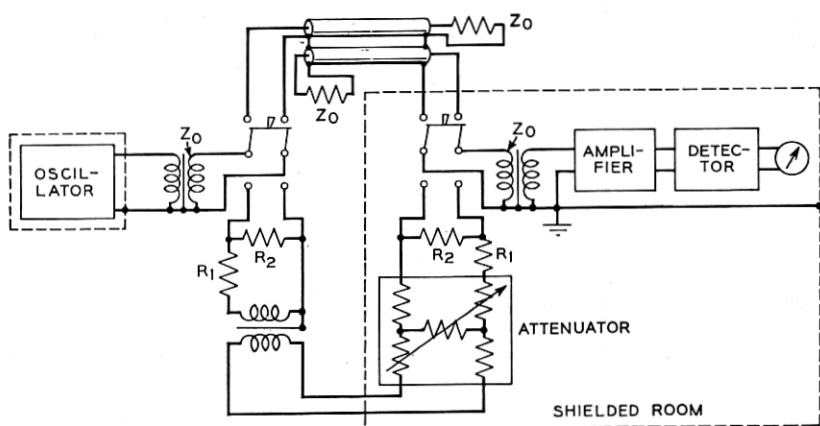 Z₀
Z₀
Z₀
Z₀
OSCIL-
LATOR
AMPLI-
FIER
DETEC-
TOR
R₂
R₁
R₂
R₁
ATTENUATOR
SHIELDED ROOM